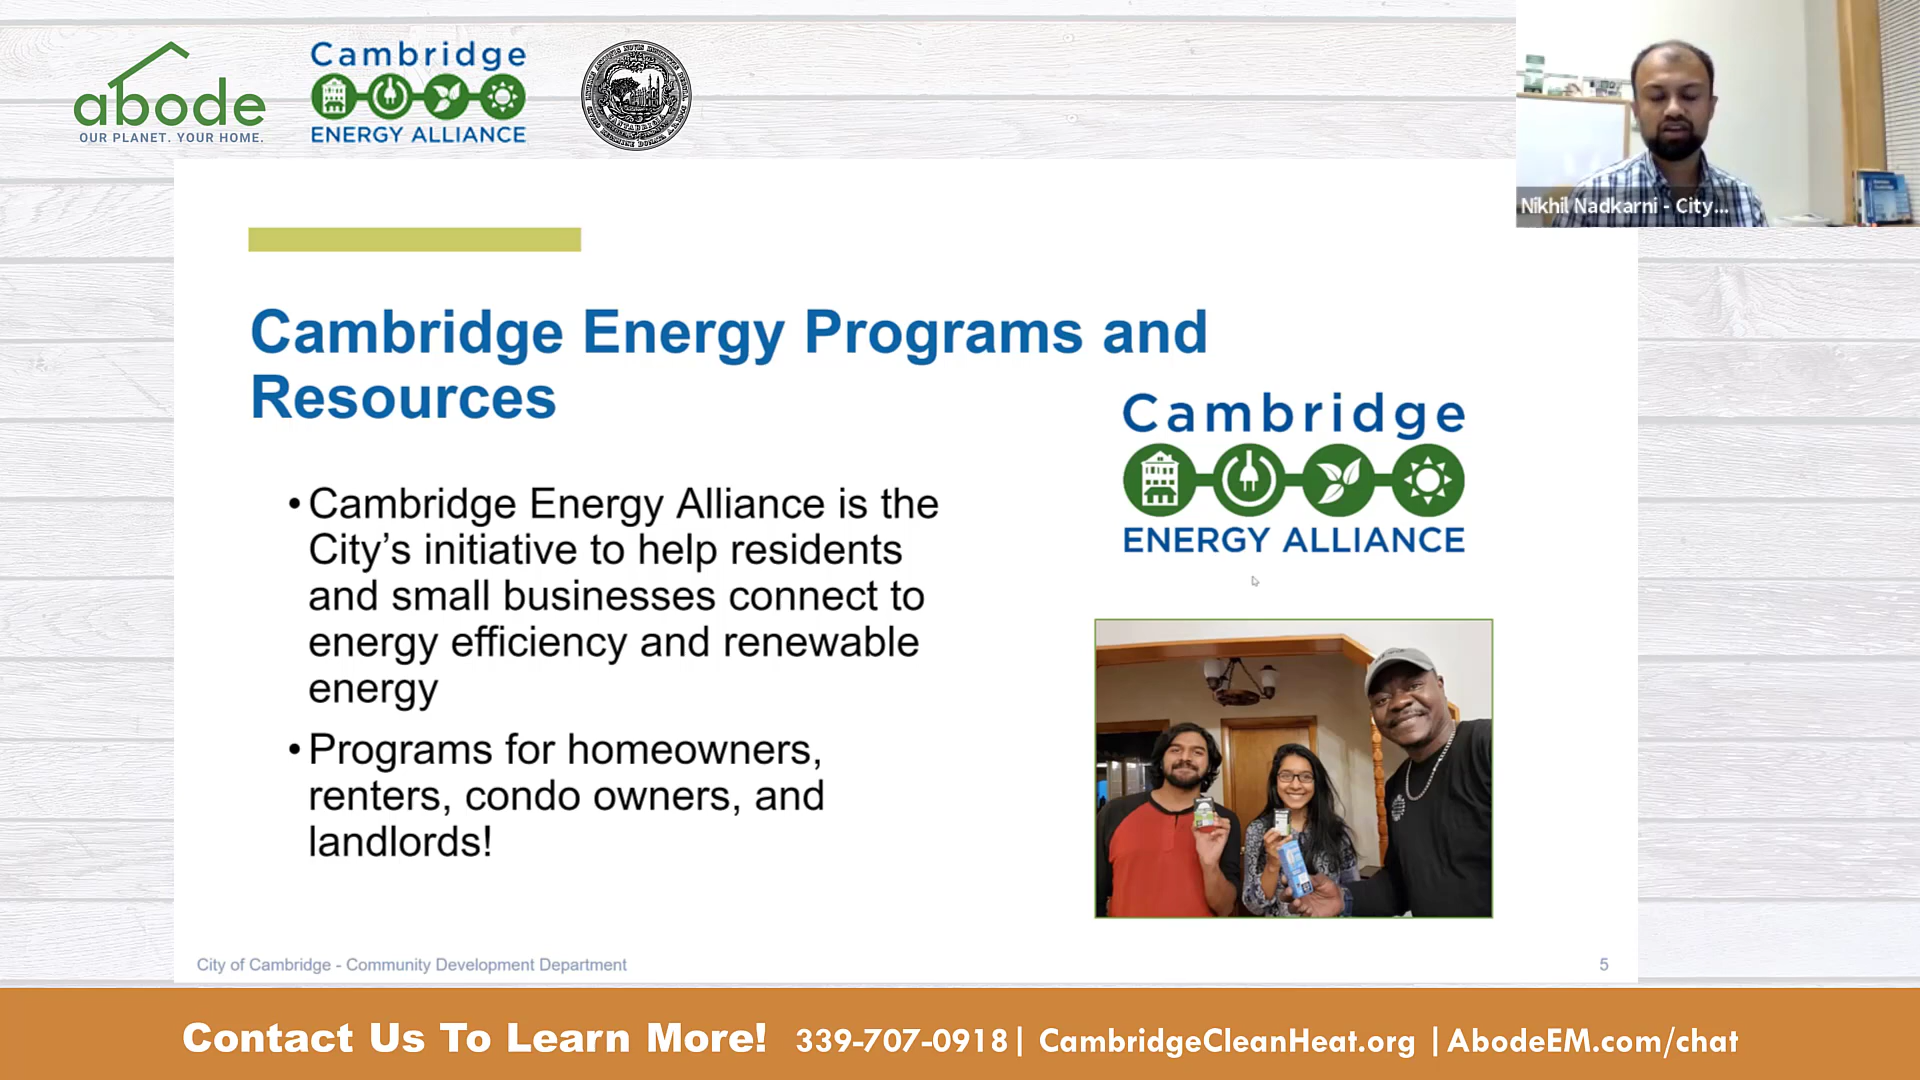 abode
OUR PLANET. YOUR HOME.
Cambridge
ENERGY ALLIANCE
Nikhil Nadkarni - City...
Cambridge Energy Programs and
Resources
• Cambridge Energy Alliance is the
City’s initiative to help residents
and small businesses connect to
energy efficiency and renewable
energy
• Programs for homeowners,
renters, condo owners, and
landlords!
Cambridge
ENERGY ALLIANCE
City of Cambridge - Community Development Department
5
Contact Us To Learn More! 339-707-0918| CambridgeCleanHeat.org |AbodeEM.com/chat